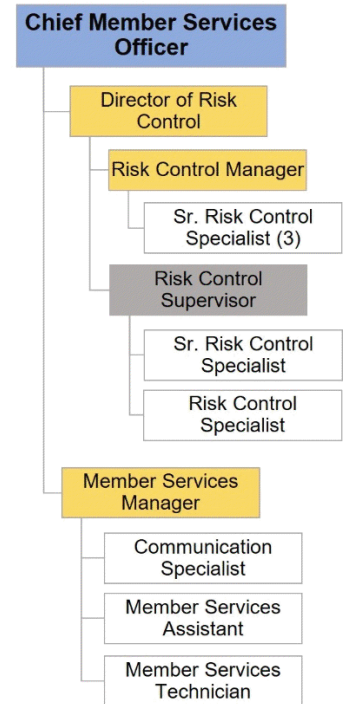 Chief Member Services
Officer
Director of Risk
Control
Risk Control Manager
Sr. Risk Control
Specialist (3)
Risk Control
Supervisor
Sr. Risk Control
Specialist
Risk Control
Specialist
Member Services
Manager
Communication
Specialist
Member Services
Assistant
Member Services
Technician